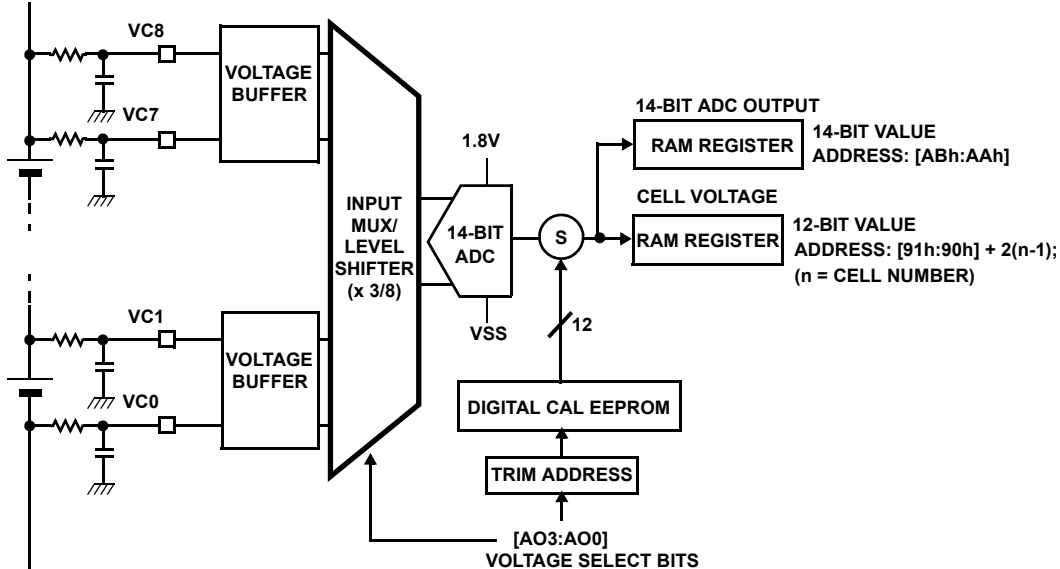 VC8
VOLTAGE
BUFFER
VC7
VC1
VOLTAGE
BUFFER
VC0
INPUT
MUX/
LEVEL
SHIFTER
(x 3/8)
1.8V
14-BIT
ADC
VSS
S
12
14-BIT ADC OUTPUT
RAM REGISTER
14-BIT VALUE
ADDRESS: [ABh:AAh]
CELL VOLTAGE
RAM REGISTER
12-BIT VALUE
ADDRESS: [91h:90h] + 2(n-1);
(n = CELL NUMBER)
DIGITAL CAL EEPROM
TRIM ADDRESS
[AO3:AO0]
VOLTAGE SELECT BITS